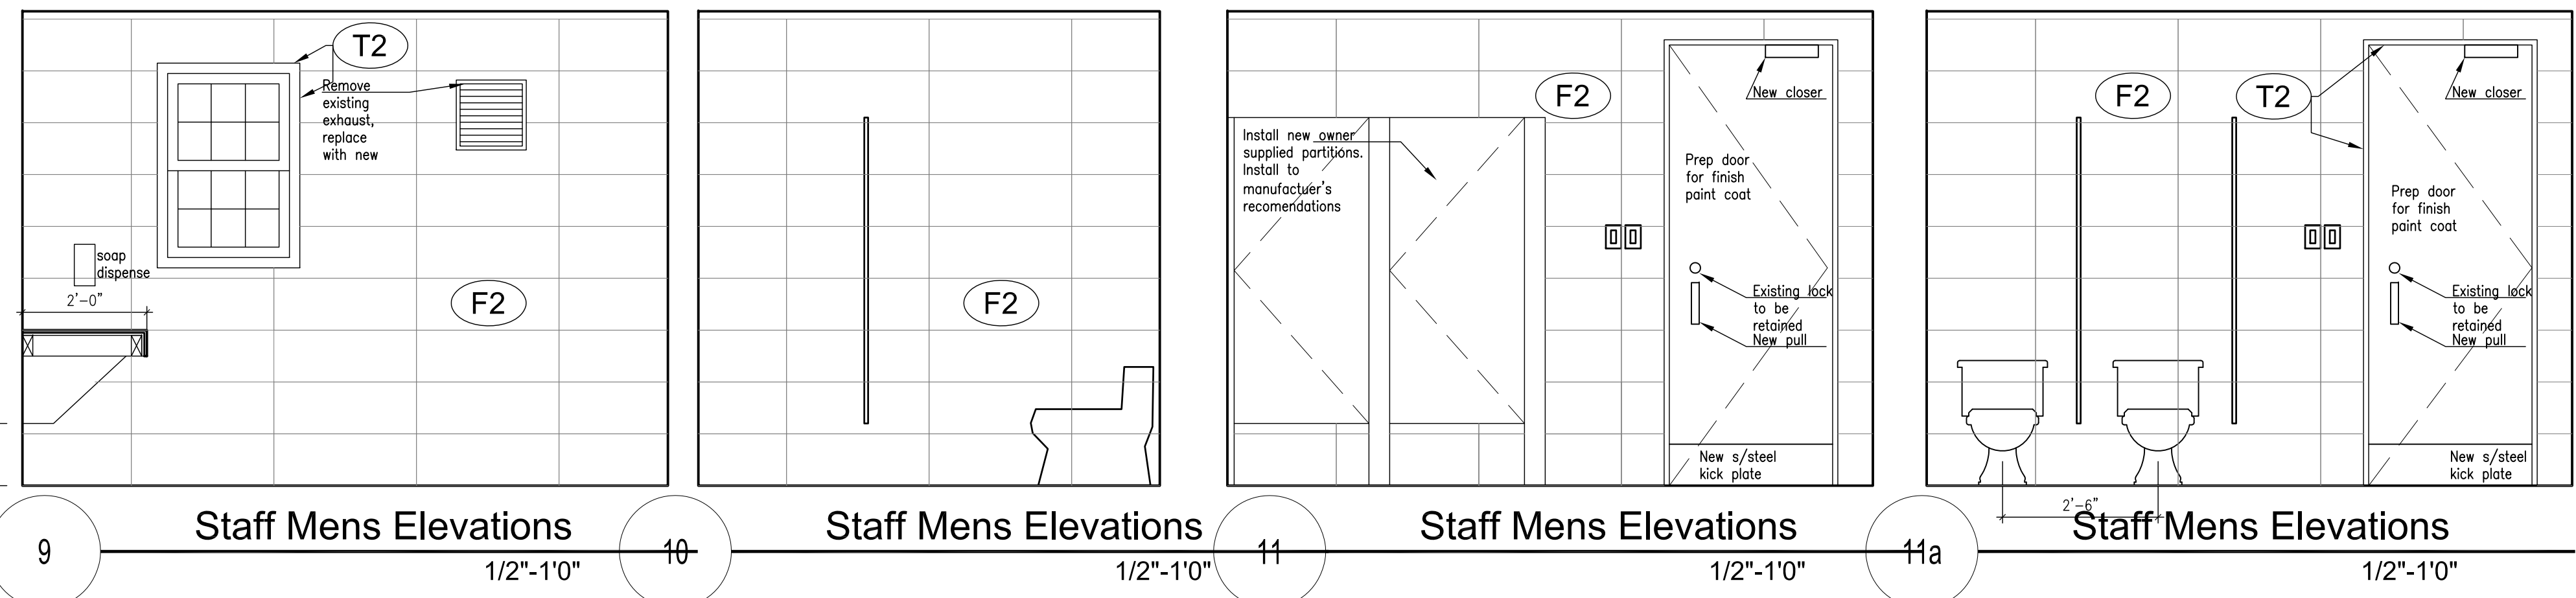 T2
Remove
existing
exhaust,
replace
with new
soap
dispense
2'-0"
F2
9
Staff Mens Elevations
1/2"-1'0"
F2
10
Staff Mens Elevations
1/2"-1'0"
F2
New closer
Install new owner
supplied partitions.
Install to
manufactuer's
recomendations
Prep door
for finish
paint coat
Existing lock
to be
retained
New pull
New s/steel
kick plate
11
Staff Mens Elevations
1/2"-1'0"
F2
T2
New closer
Prep door
for finish
paint coat
Existing lock
to be
retained
New pull
New s/steel
kick plate
2'-6"
11a
Staff Mens Elevations
1/2"-1'0"